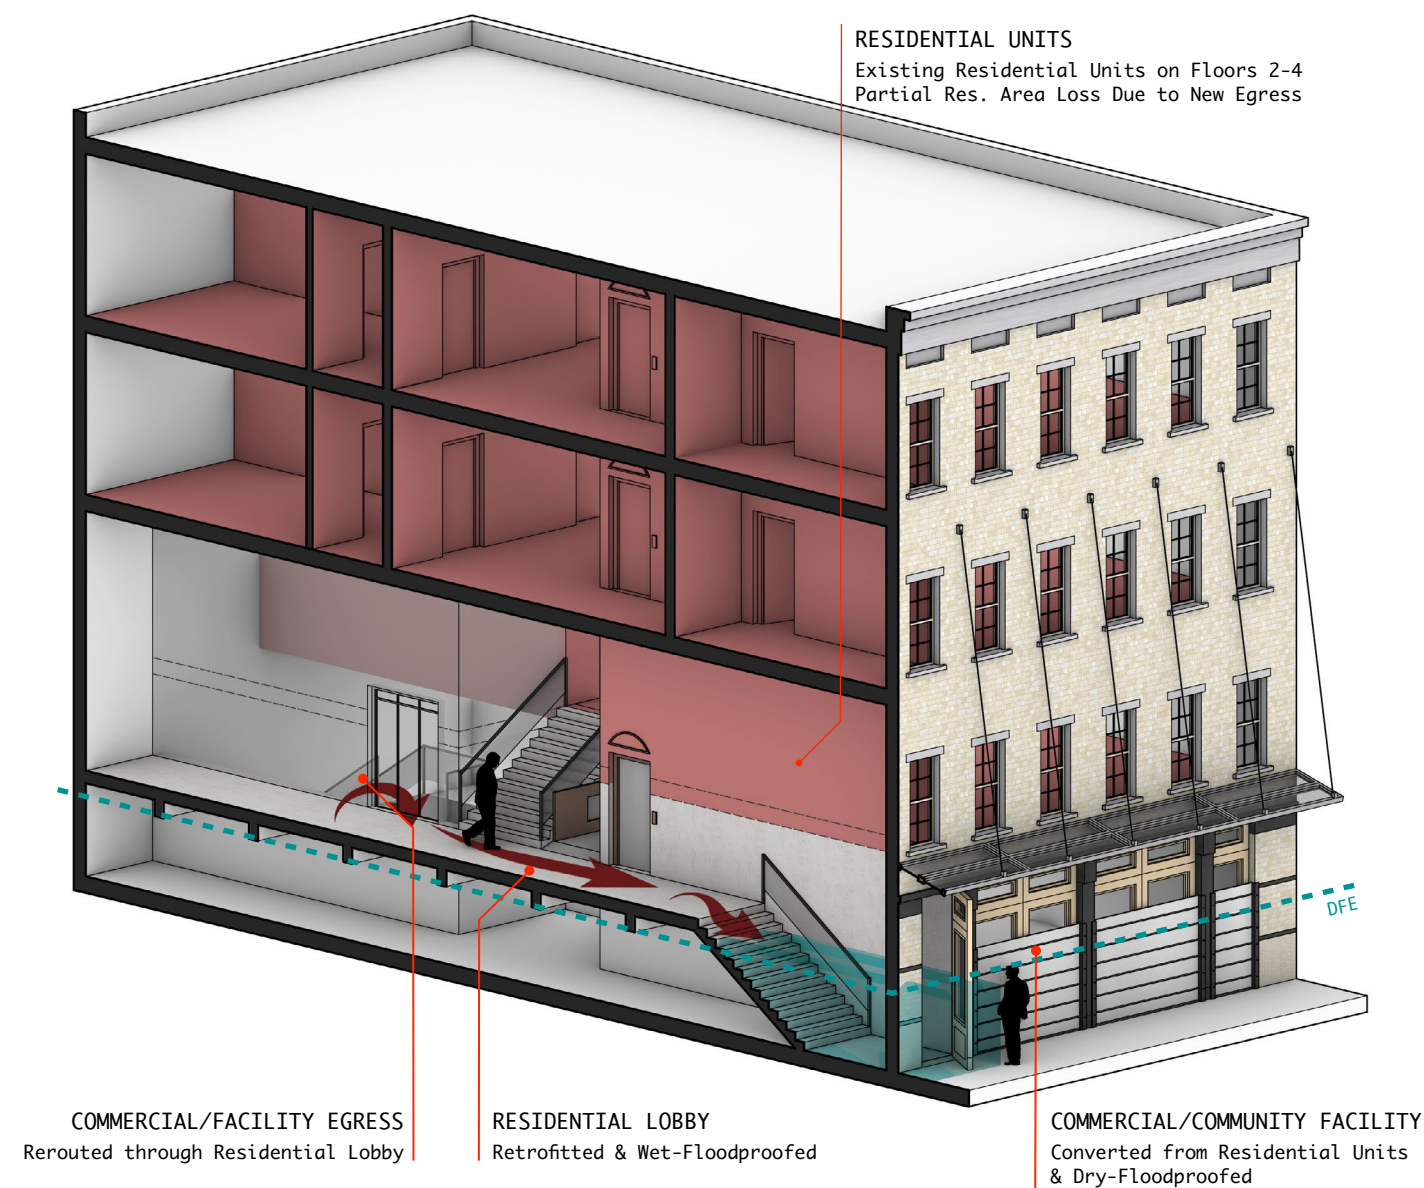 RESIDENTIAL UNITS
Existing Residential Units on Floors 2-4
Partial Res. Area Loss Due to New Egress
DFE
COMMERCIAL/FACILITY EGRESS
Rerouted through Residential Lobby
RESIDENTIAL LOBBY
Retrofitted & Wet-Floodproofed
COMMERCIAL/COMMUNITY FACILITY
Converted from Residential Units
& Dry-Floodproofed